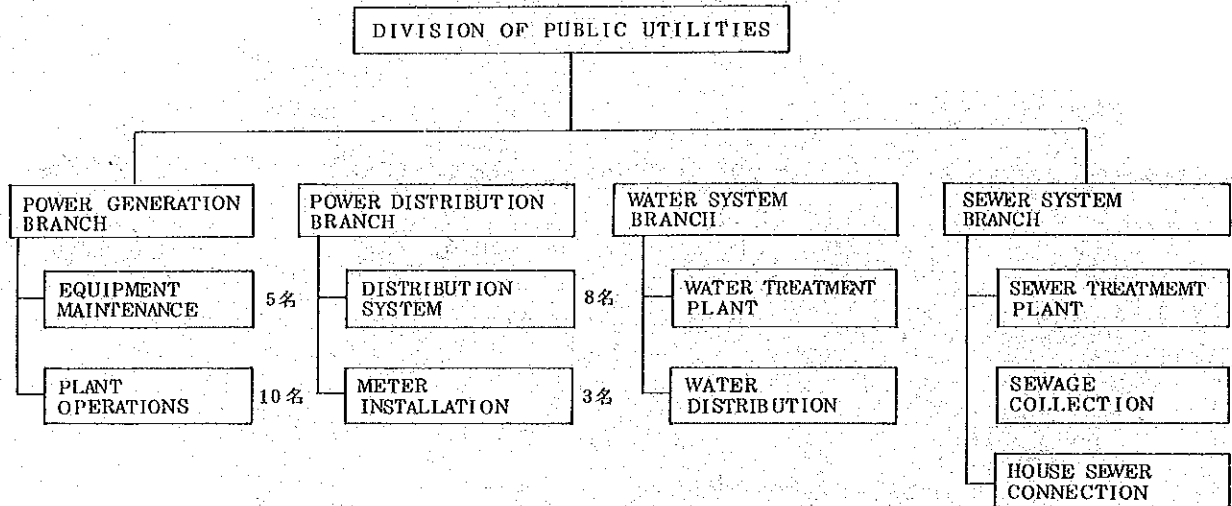 DIVISION OF PUBLIC UTILITIES
POWER GENERATION
BRANCH
EQUIPMENT
MAINTENANCE
5名
PLANT
OPERATIONS
10名
POWER DISTRIBUTION
BRANCH
DISTRIBUTION
SYSTEM
8名
METER
INSTALLATION
3名
WATER SYSTEM
BRANCH
WATER TREATMENT
PLANT
WATER
DISTRIBUTION
SEWER SYSTEM
BRANCH
SEWER TREATMEMT
PLANT
SEWAGE
COLLECTION
HOUSE SEWER
CONNECTION